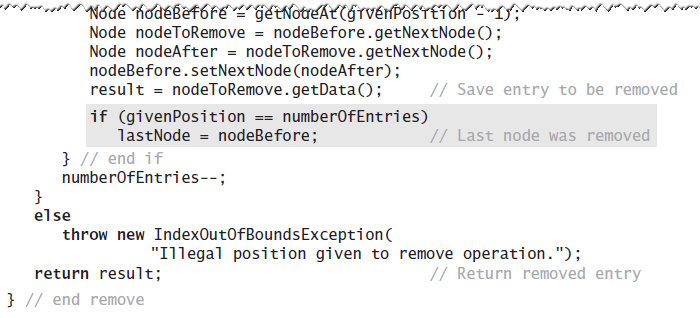 Node nodeBefore = getNodeAt(givenPosition - 1);
Node nodeToRemove = nodeBefore.getNextNode();
Node nodeAfter = nodeToRemove.getNextNode();
nodeBefore.setNextNode(nodeAfter);
result = nodeToRemove.getData(); // Save entry to be removed
if (givenPosition == numberOfEntries)
lastNode = nodeBefore; // Last node was removed
} // end if
numberOfEntries--;
}
else
throw new IndexOutOfBoundsException(
"Illegal position given to remove operation.");
return result; // Return removed entry
} // end remove